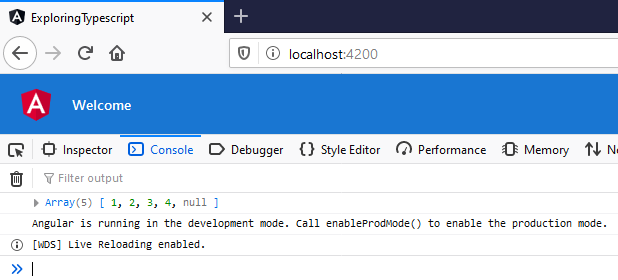 ExploringTypescript
localhost:4200
Welcome
Inspector Console Debugger Style Editor Performance Memory
Filter output
Array(5) [ 1, 2, 3, 4, null ]
Angular is running in the development mode. Call enableProdMode() to enable the production mode.
[WDS] Live Reloading enabled.